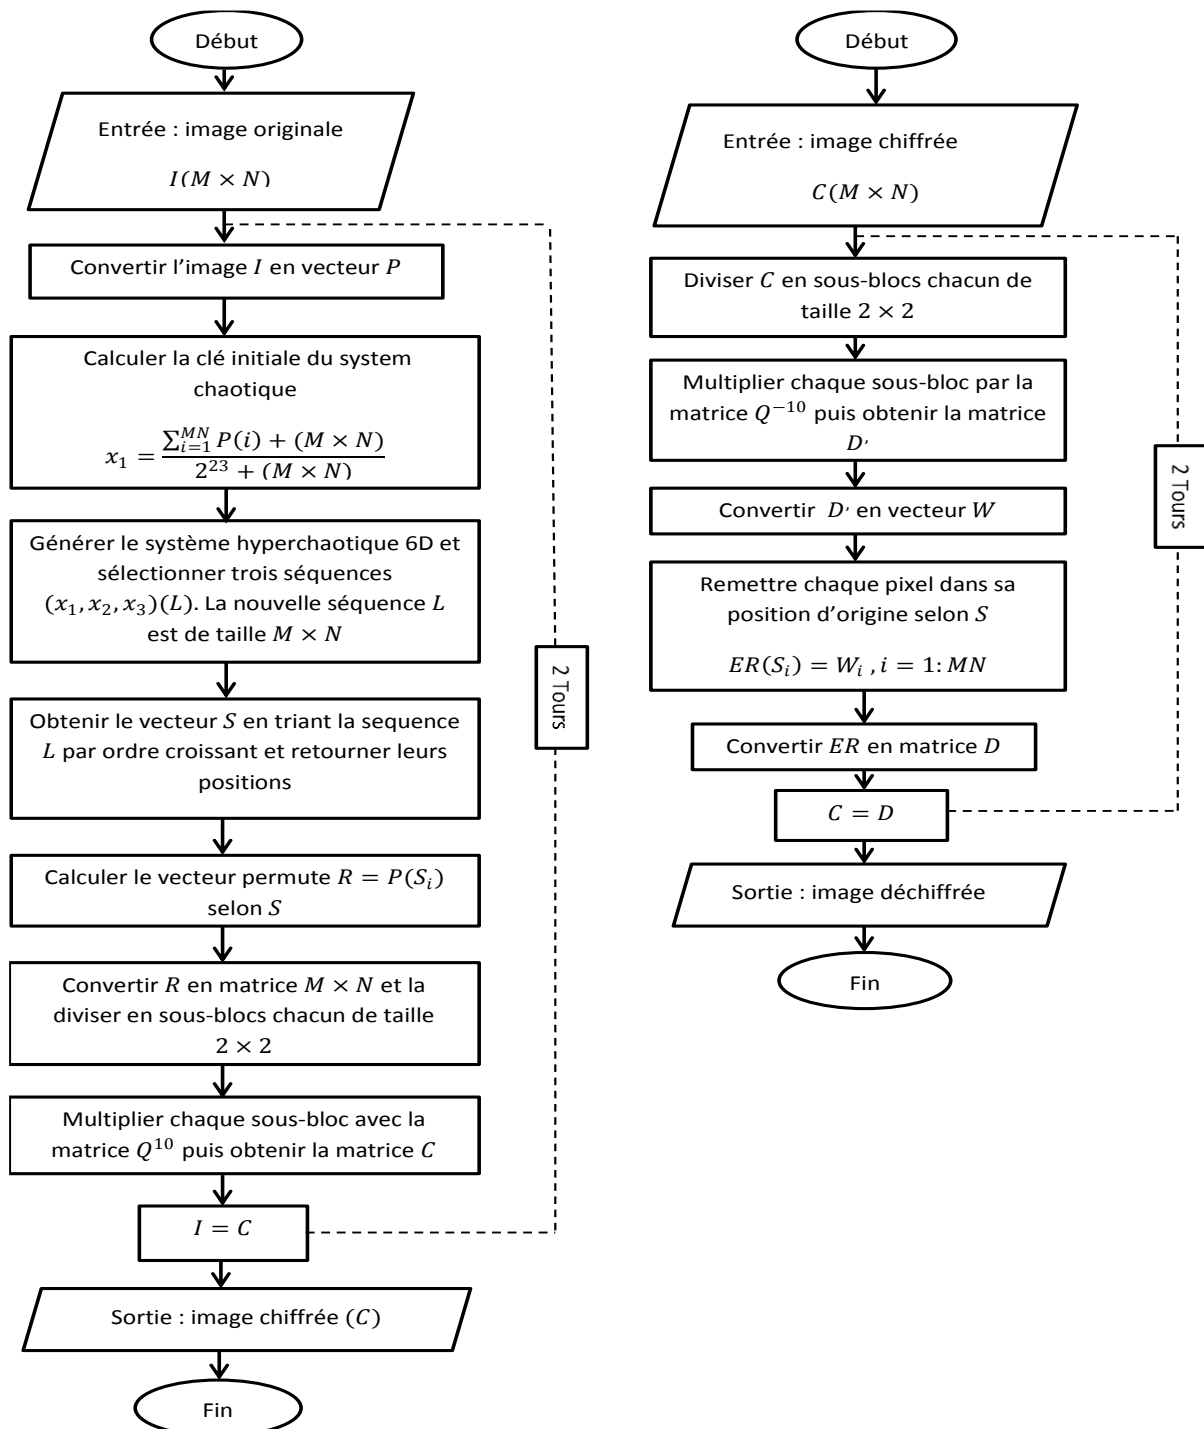 Début
Entrée : image originale
I(M × N)
Convertir l'image I en vecteur P
Calculer la clé initiale du system
chaotique
x₁ = (∑ᵢ₌₁ᴹᴺ P(i) + (M × N)) / (2²³ + (M × N))
Générer le système hyperchaotique 6D et
sélectionner trois séquences
(x₁, x₂, x₃)(L). La nouvelle séquence L
est de taille M × N
Obtenir le vecteur S en triant la sequence
L par ordre croissant et retourner leurs
positions
Calculer le vecteur permute R = P(Sᵢ)
selon S
Convertir R en matrice M × N et la
diviser en sous-blocs chacun de taille
2 × 2
Multiplier chaque sous-bloc avec la
matrice Q¹⁰ puis obtenir la matrice C
I = C
Sortie : image chiffrée (C)
Fin
2 Tours
Début
Entrée : image chiffrée
C(M × N)
Diviser C en sous-blocs chacun de
taille 2 × 2
Multiplier chaque sous-bloc par la
matrice Q⁻¹⁰ puis obtenir la matrice
D'
Convertir D' en vecteur W
Remettre chaque pixel dans sa
position d'origine selon S
ER(Sᵢ) = Wᵢ , i = 1: MN
Convertir ER en matrice D
C = D
Sortie : image déchiffrée
Fin
2 Tours